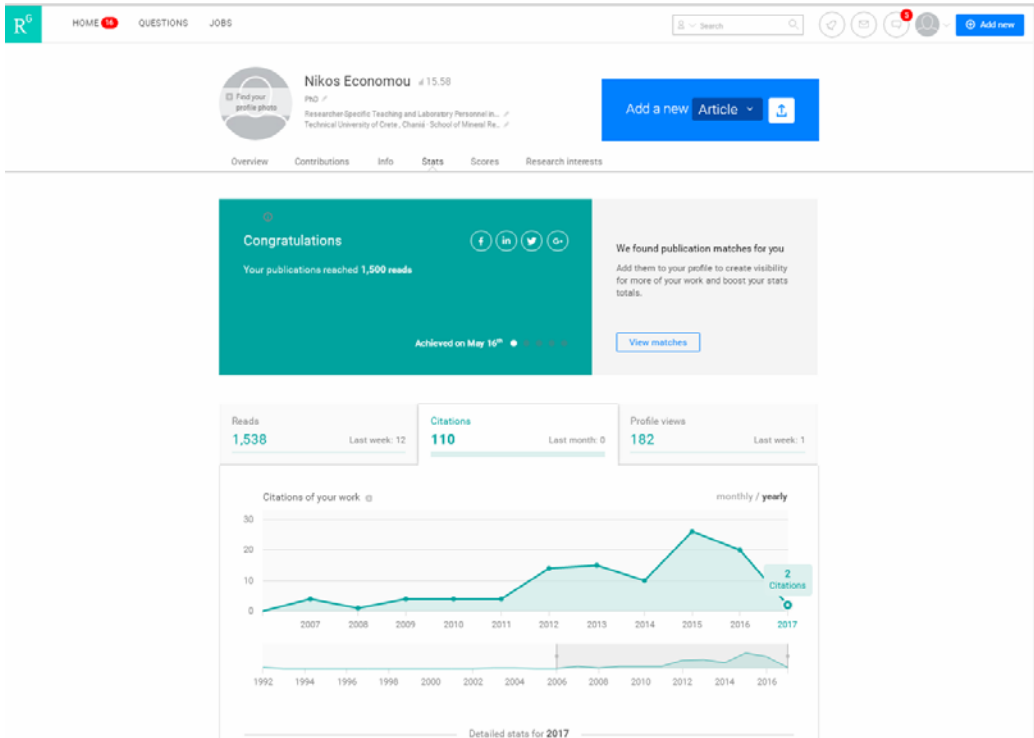 RG HOME 16 QUESTIONS JOBS Search 5 Add new
Find your
profile photo
Nikos Economou 15.58
PhD
Researcher·Specific Teaching and Laboratory Personnel in...
Technical University of Crete , Chaniá · School of Mineral Re...
Add a new Article
Overview Contributions Info Stats Scores Research interests
Congratulations
Your publications reached 1,500 reads
Achieved on May 16th
We found publication matches for you
Add them to your profile to create visibility
for more of your work and boost your stats
totals.
View matches
Reads
1,538 Last week: 12
Citations
110 Last month: 0
Profile views
182 Last week: 1
Citations of your work monthly / yearly
30
20
10
0
2
Citations
2007 2008 2009 2010 2011 2012 2013 2014 2015 2016 2017
1992 1994 1996 1998 2000 2002 2004 2006 2008 2010 2012 2014 2016
Detailed stats for 2017